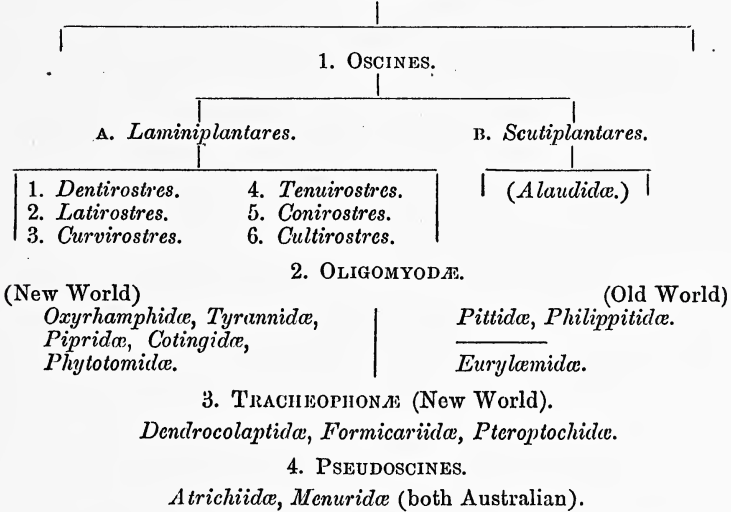 1. OSCINES.
A. Laminiplantares.
B. Scutiplantares.
1. Dentirostres. 4. Tenuirostres.
2. Latirostres. 5. Conirostres.
3. Curvirostres. 6. Cultirostres.
(Alaudidæ.)
2. OLIGOMYODÆ.
(New World)
Oxyrhamphidæ, Tyrannidæ,
Pipridæ, Cotingidæ,
Phytotomidæ.
(Old World)
Pittidæ, Philippitidæ.
Eurylæmidæ.
3. TRACHEOPHONÆ (New World).
Dendrocolaptidæ, Formicariidæ, Pteroptochidæ.
4. PSEUDOSCINES.
Atrichiidæ, Menuridæ (both Australian).